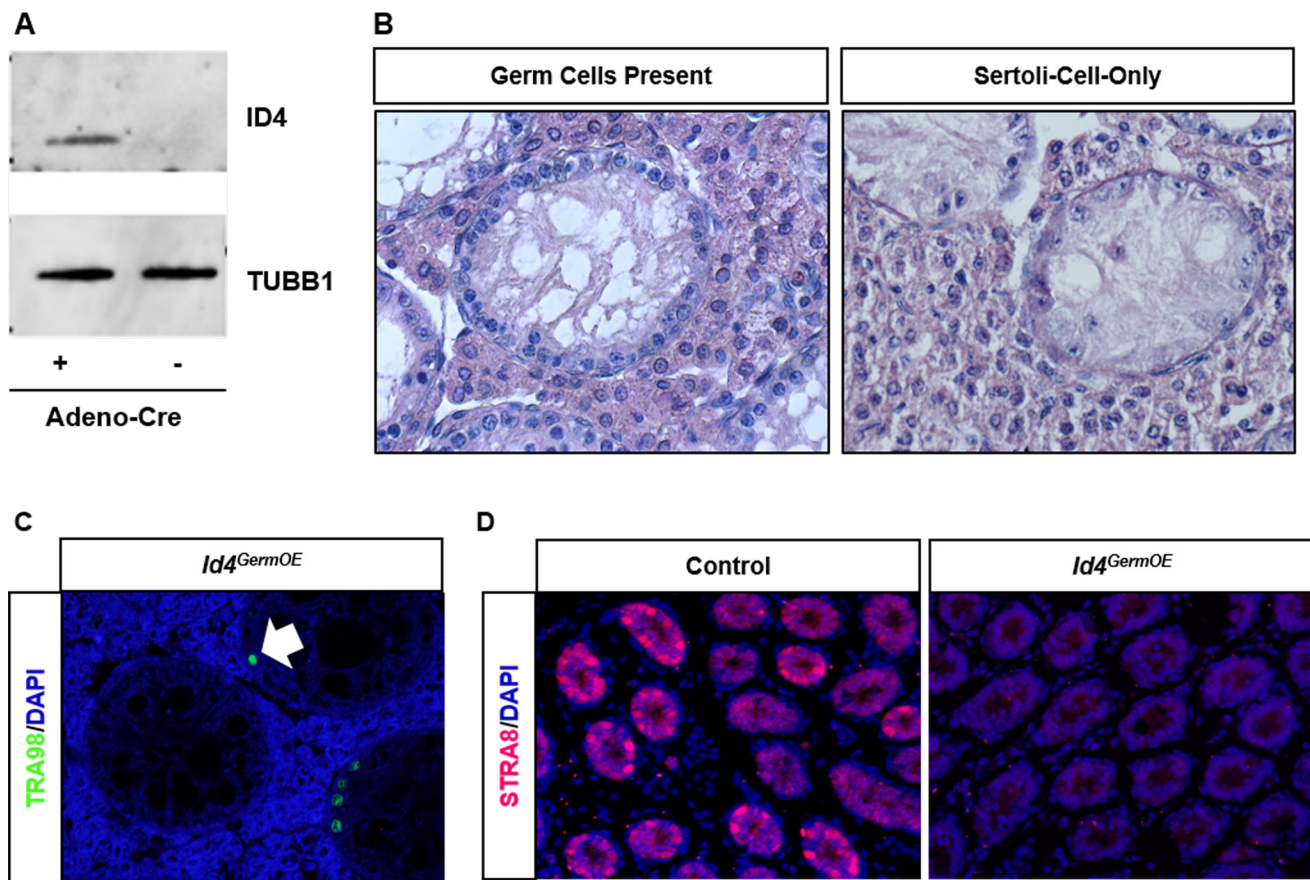 A
ID4
TUBB1
+ -
Adeno-Cre
B
Germ Cells Present
Sertoli-Cell-Only
C
Id4GermOE
TRA98/DAPI
D
Control
Id4GermOE
STRA8/DAPI